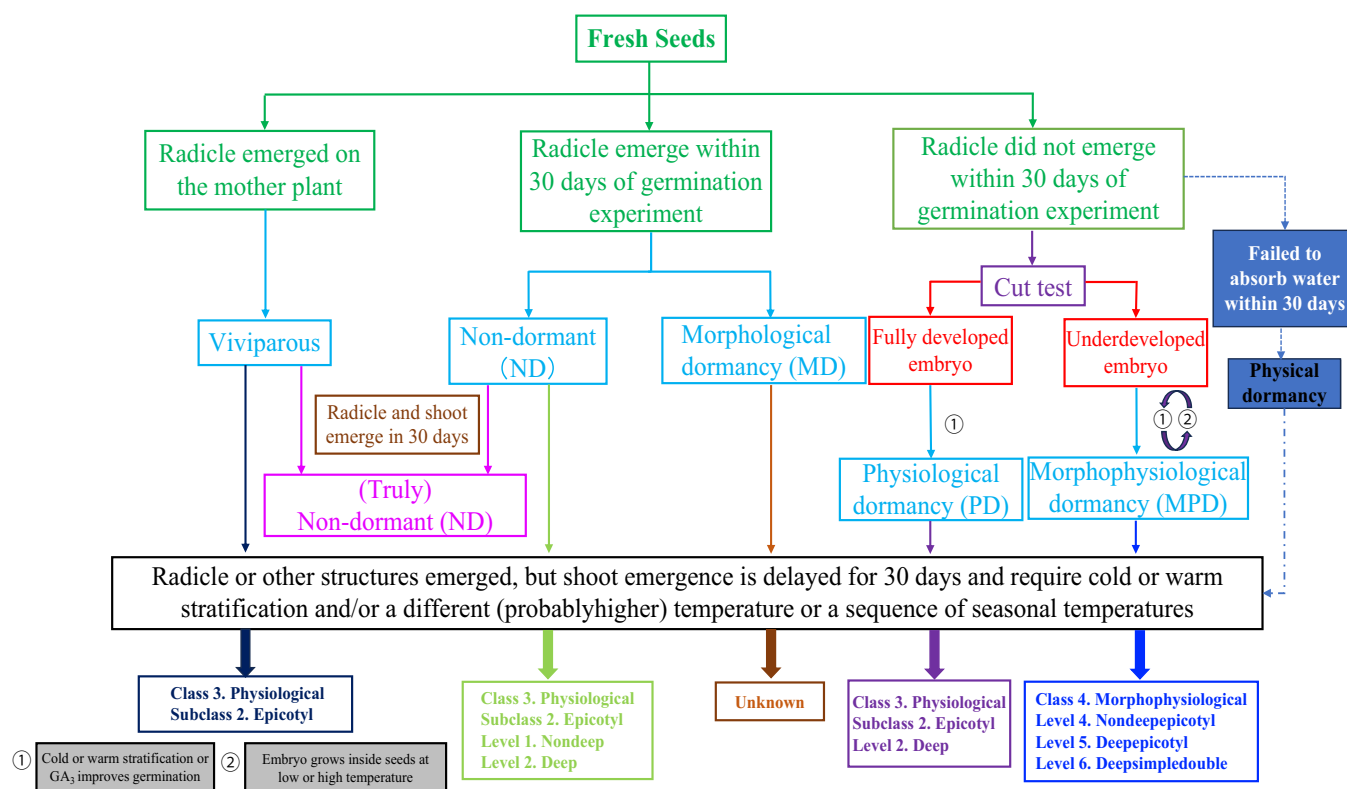 Fresh Seeds
Radicle emerged on
the mother plant
Radicle emerge within
30 days of germination
experiment
Radicle did not emerge
within 30 days of
germination experiment
Failed to
absorb water
within 30 days
Cut test
Viviparous
Non-dormant
（ND）
Morphological
dormancy (MD)
Fully developed
embryo
Underdeveloped
embryo
Physical
dormancy
Radicle and shoot
emerge in 30 days
①
① ②
(Truly)
Non-dormant (ND)
Physiological
dormancy (PD)
Morphophysiological
dormancy (MPD)
Radicle or other structures emerged, but shoot emergence is delayed for 30 days and require cold or warm
stratification and/or a different (probablyhigher) temperature or a sequence of seasonal temperatures
Class 3. Physiological
Subclass 2. Epicotyl
Class 3. Physiological
Subclass 2. Epicotyl
Level 1. Nondeep
Level 2. Deep
Unknown
Class 3. Physiological
Subclass 2. Epicotyl
Level 2. Deep
Class 4. Morphophysiological
Level 4. Nondeepepicotyl
Level 5. Deepepicotyl
Level 6. Deepsimpledouble
① Cold or warm stratification or
GA₃ improves germination
② Embryo grows inside seeds at
low or high temperature